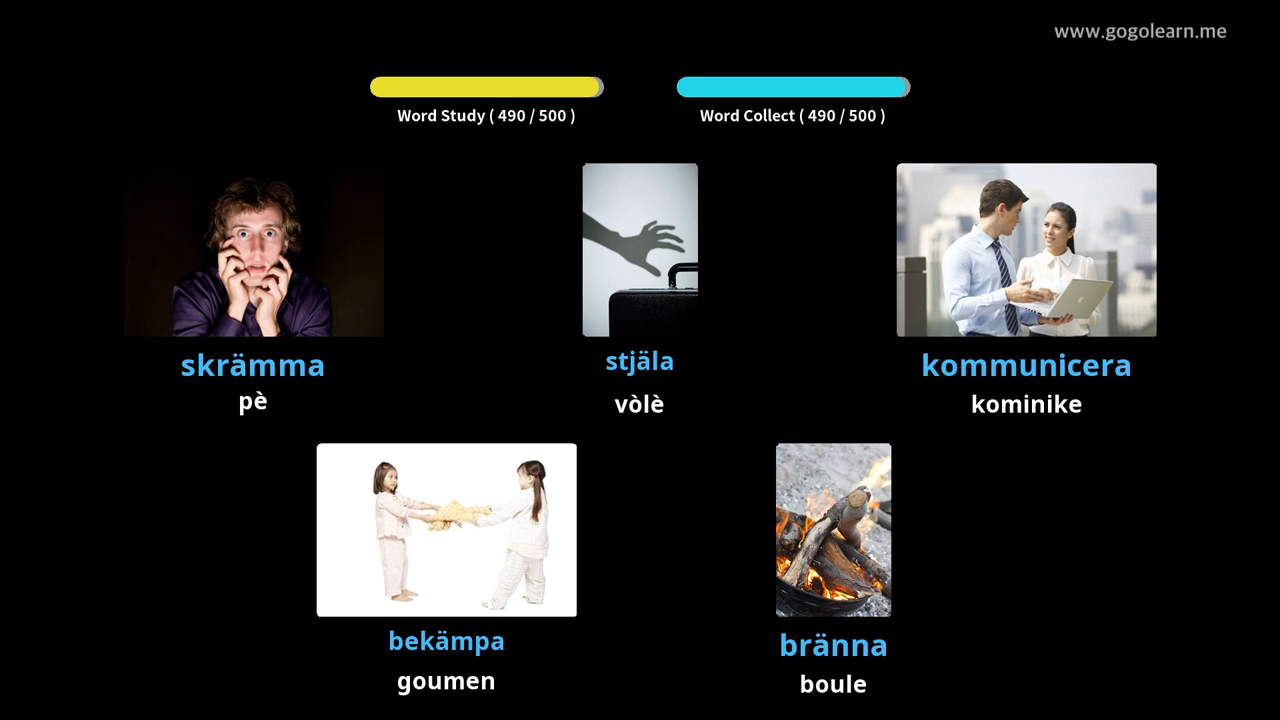 www.gogolearn.me
Word Study ( 490 / 500 )
Word Collect ( 490 / 500 )
skrämma
pè
stjäla
vòlè
kommunicera
kominike
bekämpa
goumen
bränna
boule